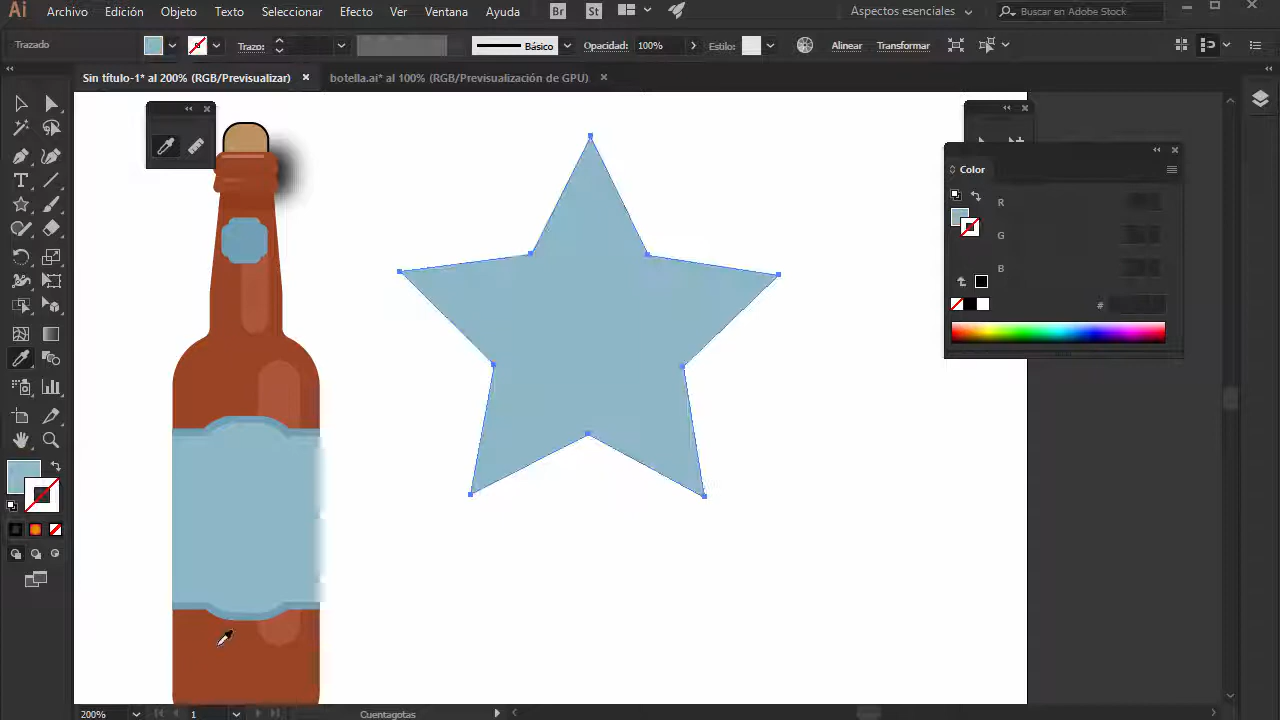 Ai Archivo Edición Objeto Texto Seleccionar Efecto Ver Ventana Ayuda Br St Aspectos esenciales Buscar en Adobe Stock
Trazado Trazo: Básico Opacidad: 100% Estilo: Alinear Transformar
Sin título-1* al 200% (RGB/Previsualizar) × botella.ai* al 100% (RGB/Previsualización de GPU) ×
Color
R
G
B
#
T
200% 1 Cuentagotas